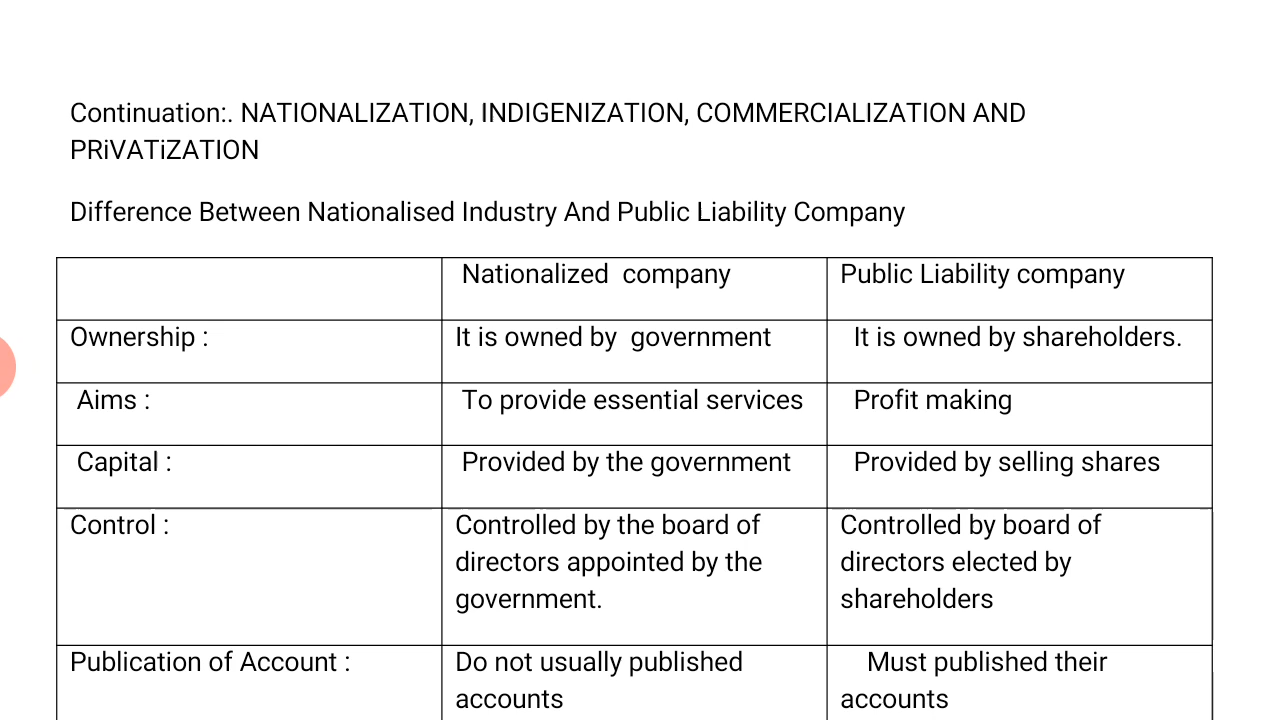 Continuation:. NATIONALIZATION, INDIGENIZATION, COMMERCIALIZATION AND
PRiVATiZATION
Difference Between Nationalised Industry And Public Liability Company
Nationalized  company
Public Liability company
Ownership :
It is owned by  government
It is owned by shareholders.
Aims :
To provide essential services
Profit making
Capital :
Provided by the government
Provided by selling shares
Control :
Controlled by the board of
directors appointed by the
government.
Controlled by board of
directors elected by
shareholders
Publication of Account :
Do not usually published
accounts
Must published their
accounts